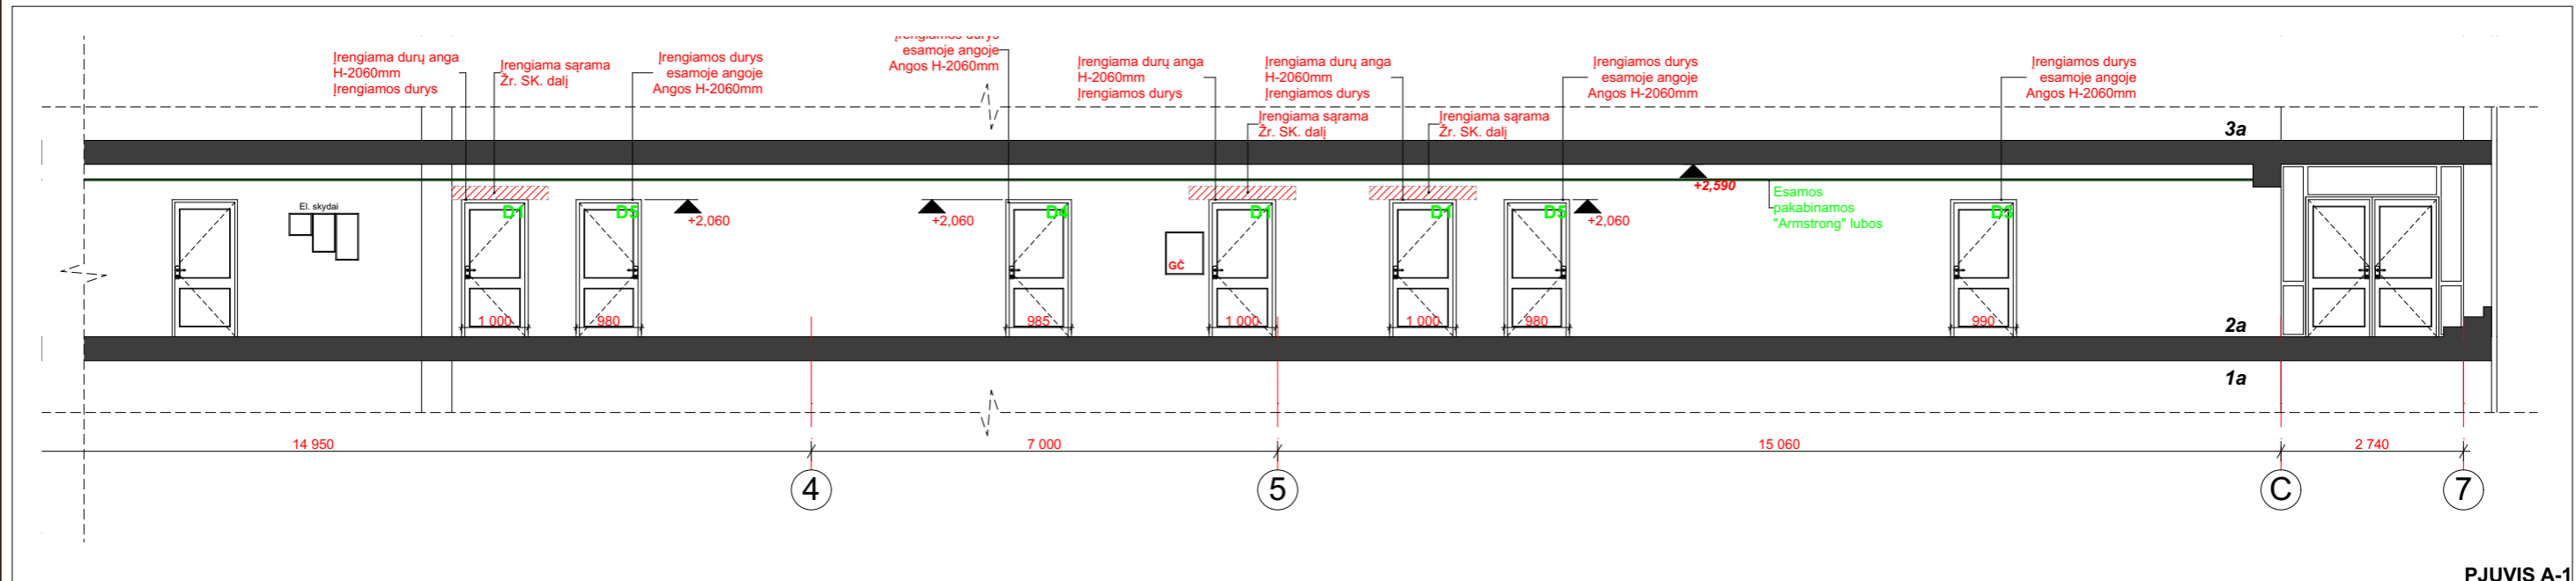 Įrengiama durų anga
H-2060mm
Įrengiamos durys
Įrengiama sąrama
Žr. SK. dalį
Įrengiamos durys
esamoje angoje
Angos H-2060mm
Įrengiamos durys
esamoje angoje
Angos H-2060mm
Įrengiama durų anga
H-2060mm
Įrengiamos durys
Įrengiama sąrama
Žr. SK. dalį
Įrengiama durų anga
H-2060mm
Įrengiamos durys
Įrengiama sąrama
Žr. SK. dalį
Įrengiamos durys
esamoje angoje
Angos H-2060mm
Įrengiamos durys
esamoje angoje
Angos H-2060mm
3a
+2,590
Esamos
pakabinamos
"Armstrong" lubos
El. skydai
D1
D5
+2,060
+2,060
D4
D1
D1
D5
+2,060
D3
GČ
1 000
980
985
1 000
1 000
980
990
2a
1a
14 950
7 000
15 060
2 740
4
5
C
7
PJUVIS A-1